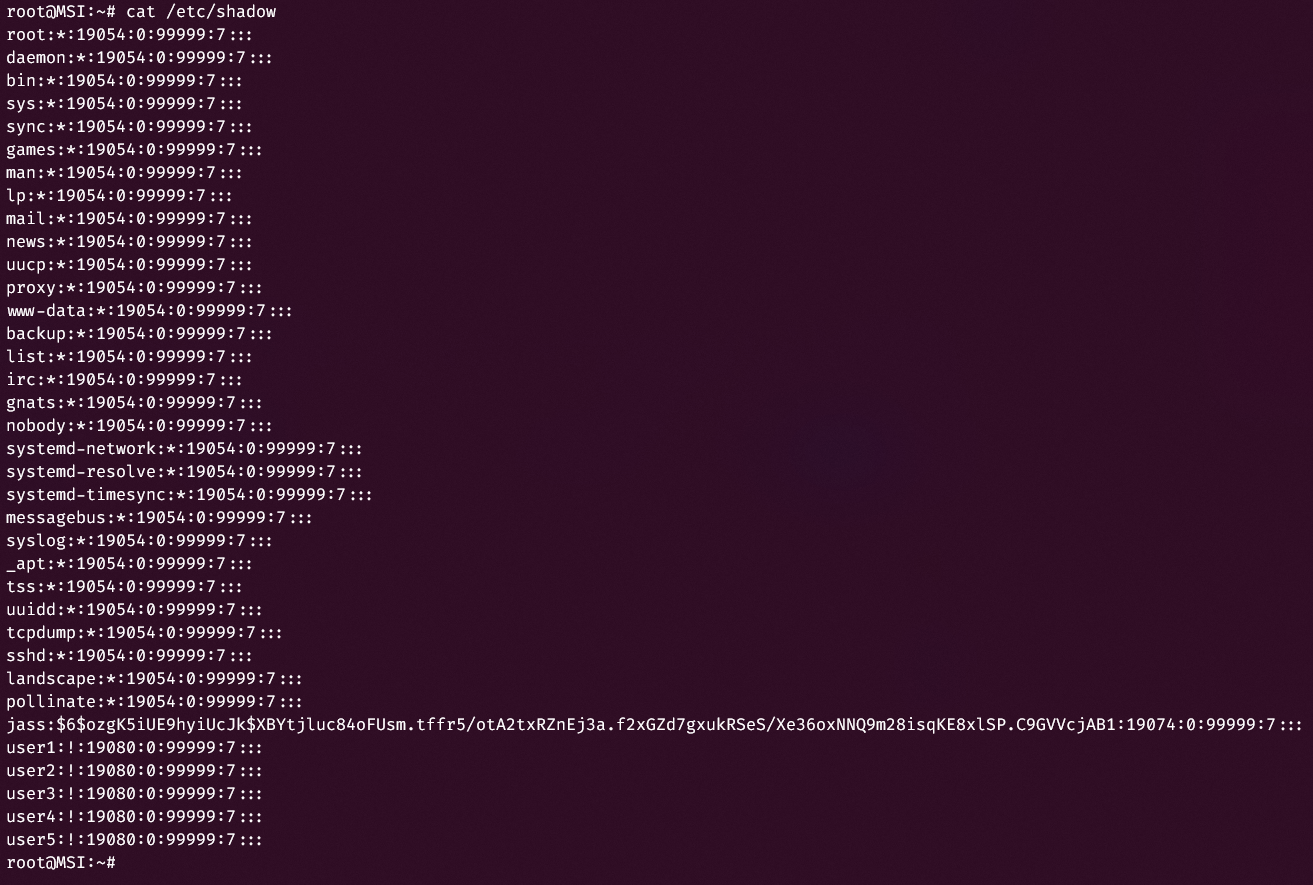 root@MSI:~# cat /etc/shadow
root:*:19054:0:99999:7:::
daemon:*:19054:0:99999:7:::
bin:*:19054:0:99999:7:::
sys:*:19054:0:99999:7:::
sync:*:19054:0:99999:7:::
games:*:19054:0:99999:7:::
man:*:19054:0:99999:7:::
lp:*:19054:0:99999:7:::
mail:*:19054:0:99999:7:::
news:*:19054:0:99999:7:::
uucp:*:19054:0:99999:7:::
proxy:*:19054:0:99999:7:::
www-data:*:19054:0:99999:7:::
backup:*:19054:0:99999:7:::
list:*:19054:0:99999:7:::
irc:*:19054:0:99999:7:::
gnats:*:19054:0:99999:7:::
nobody:*:19054:0:99999:7:::
systemd-network:*:19054:0:99999:7:::
systemd-resolve:*:19054:0:99999:7:::
systemd-timesync:*:19054:0:99999:7:::
messagebus:*:19054:0:99999:7:::
syslog:*:19054:0:99999:7:::
_apt:*:19054:0:99999:7:::
tss:*:19054:0:99999:7:::
uuidd:*:19054:0:99999:7:::
tcpdump:*:19054:0:99999:7:::
sshd:*:19054:0:99999:7:::
landscape:*:19054:0:99999:7:::
pollinate:*:19054:0:99999:7:::
jass:$6$ozgK5iUE9hyiUcJk$XBYtjluc84oFUsm.tffr5/otA2txRZnEj3a.f2xGZd7gxukRSeS/Xe36oxNNQ9m28isqKE8xlSP.C9GVVcjAB1:19074:0:99999:7:::
user1:!:19080:0:99999:7:::
user2:!:19080:0:99999:7:::
user3:!:19080:0:99999:7:::
user4:!:19080:0:99999:7:::
user5:!:19080:0:99999:7:::
root@MSI:~#